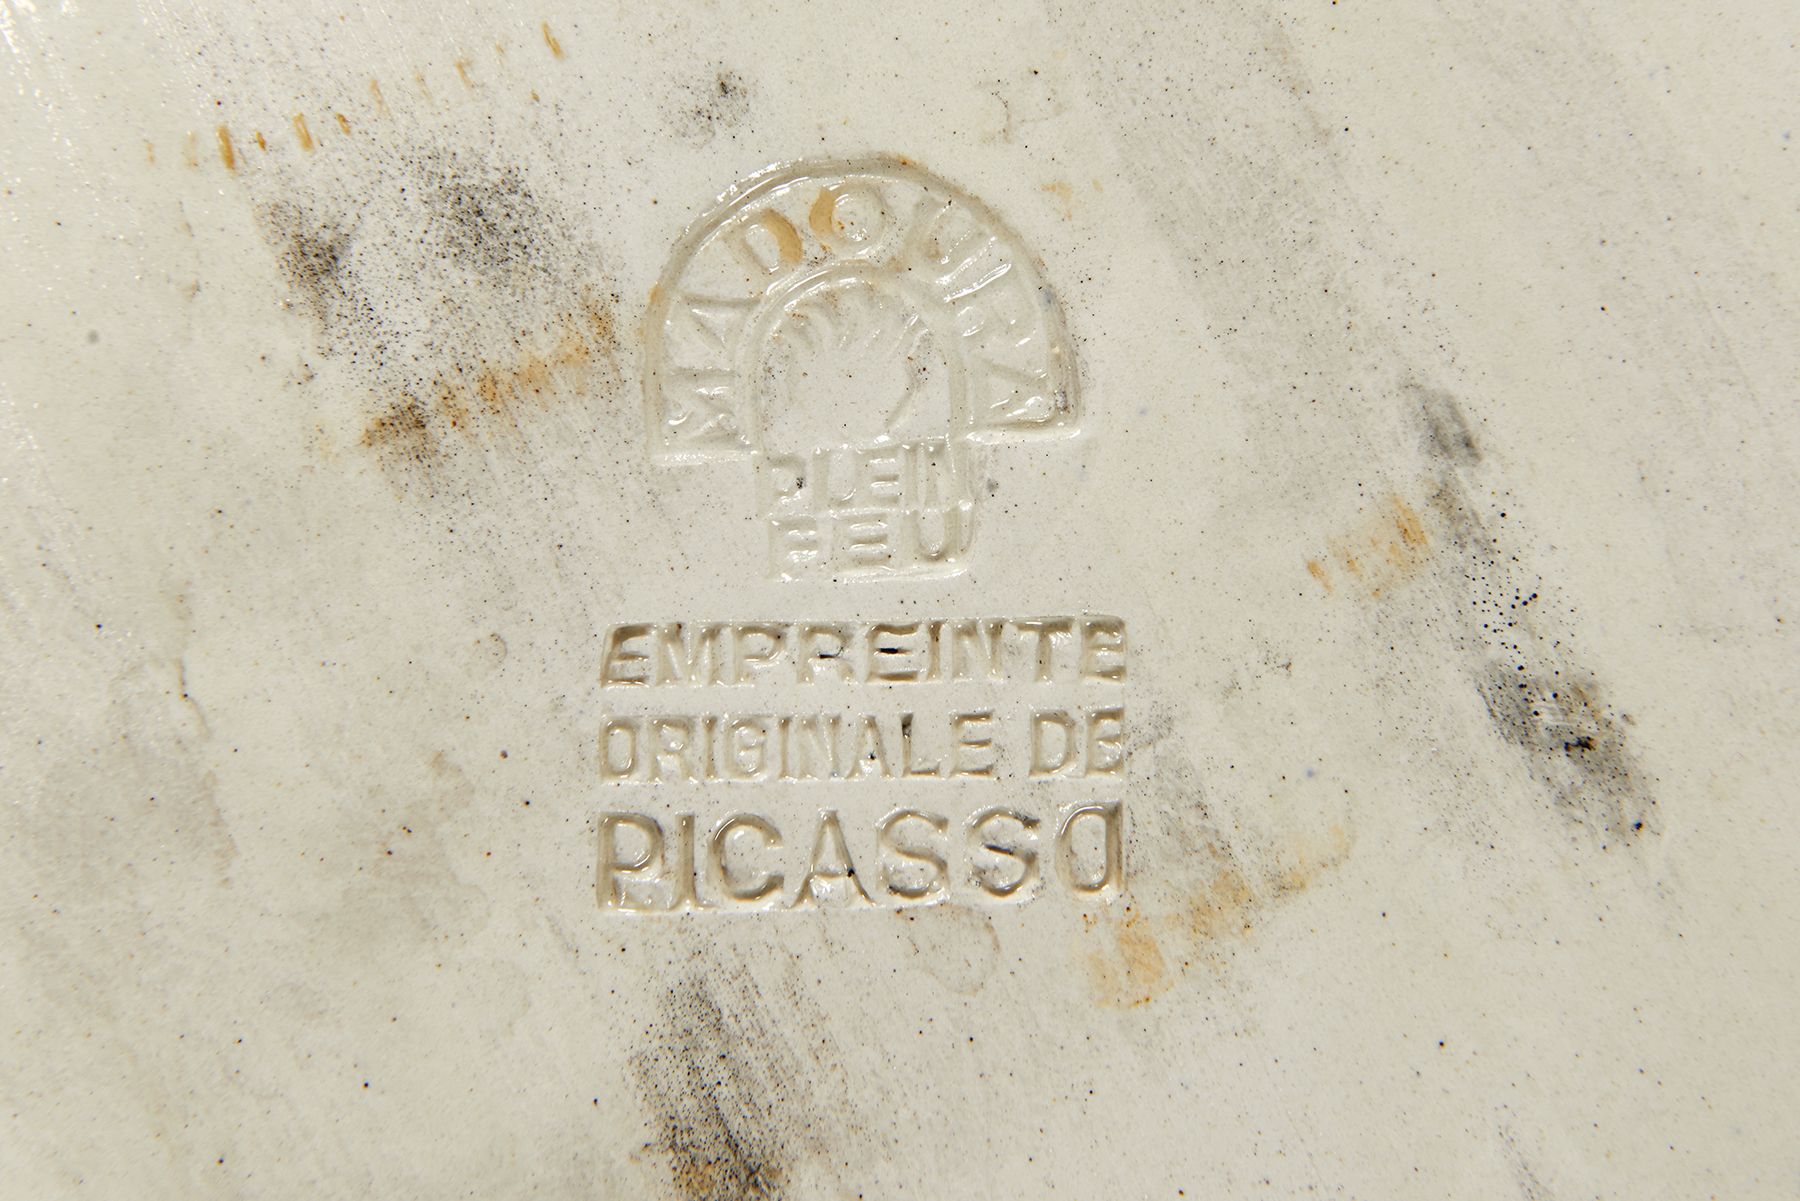 MADOURA
PLEIN
FEU
EMPREINTE
ORIGINALE DE
PICASSO